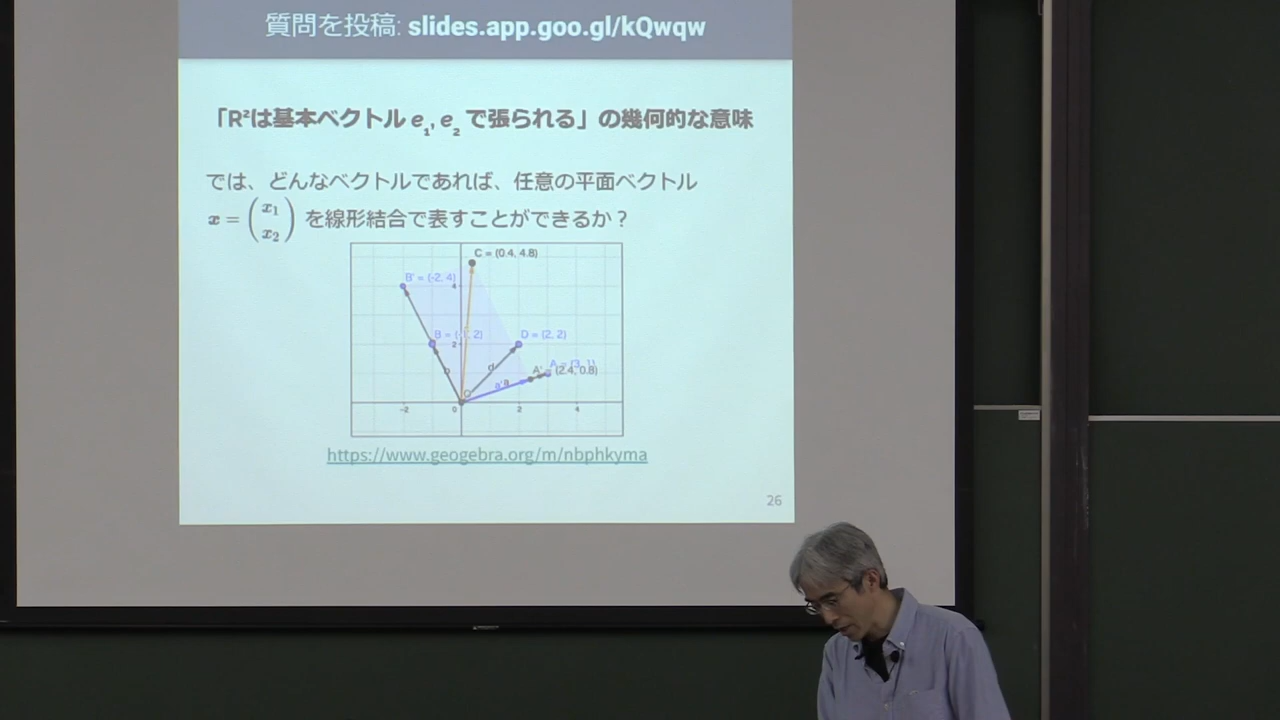 質問を投稿: slides.app.goo.gl/kQwqw
「R²は基本ベクトル e₁, e₂ で張られる」の幾何的な意味
では、どんなベクトルであれば、任意の平面ベクトル
x = (x₁ x₂) を線形結合で表すことができるか？
C = (0.4, 4.8)
B' = (-2, 4)
4
B = (-1, 2)
2
D = (2, 2)
A = (3, 1)
A' = (2.4, 0.8)
b
d
a'
a
-2
0
2
4
https://www.geogebra.org/m/nbphkyma
26